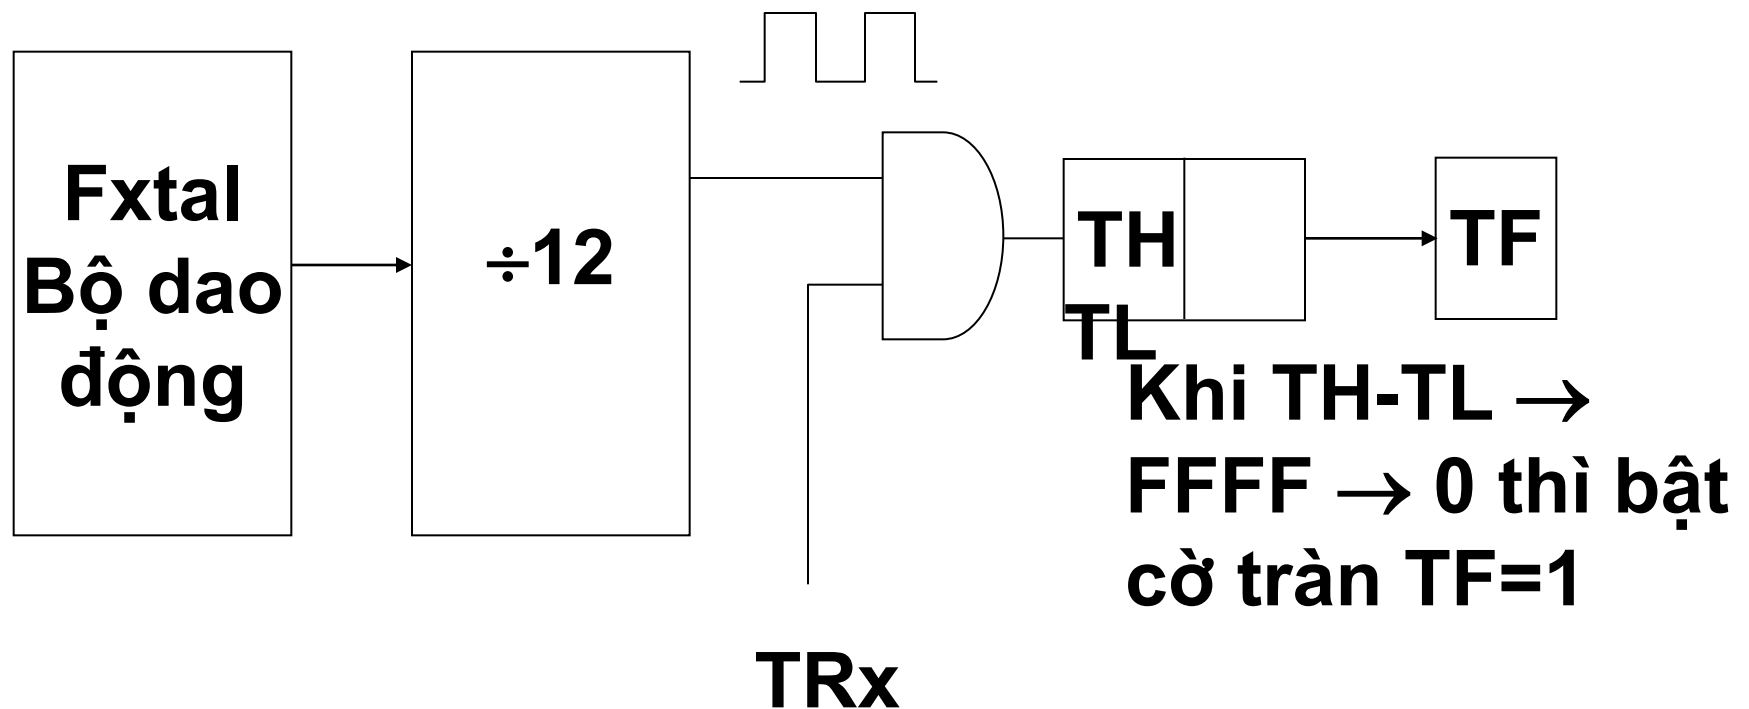 Fxtal
Bộ dao
động
÷12
TH
TL
TF
Khi TH-TL →
FFFF → 0 thì bật
cờ tràn TF=1
TRx